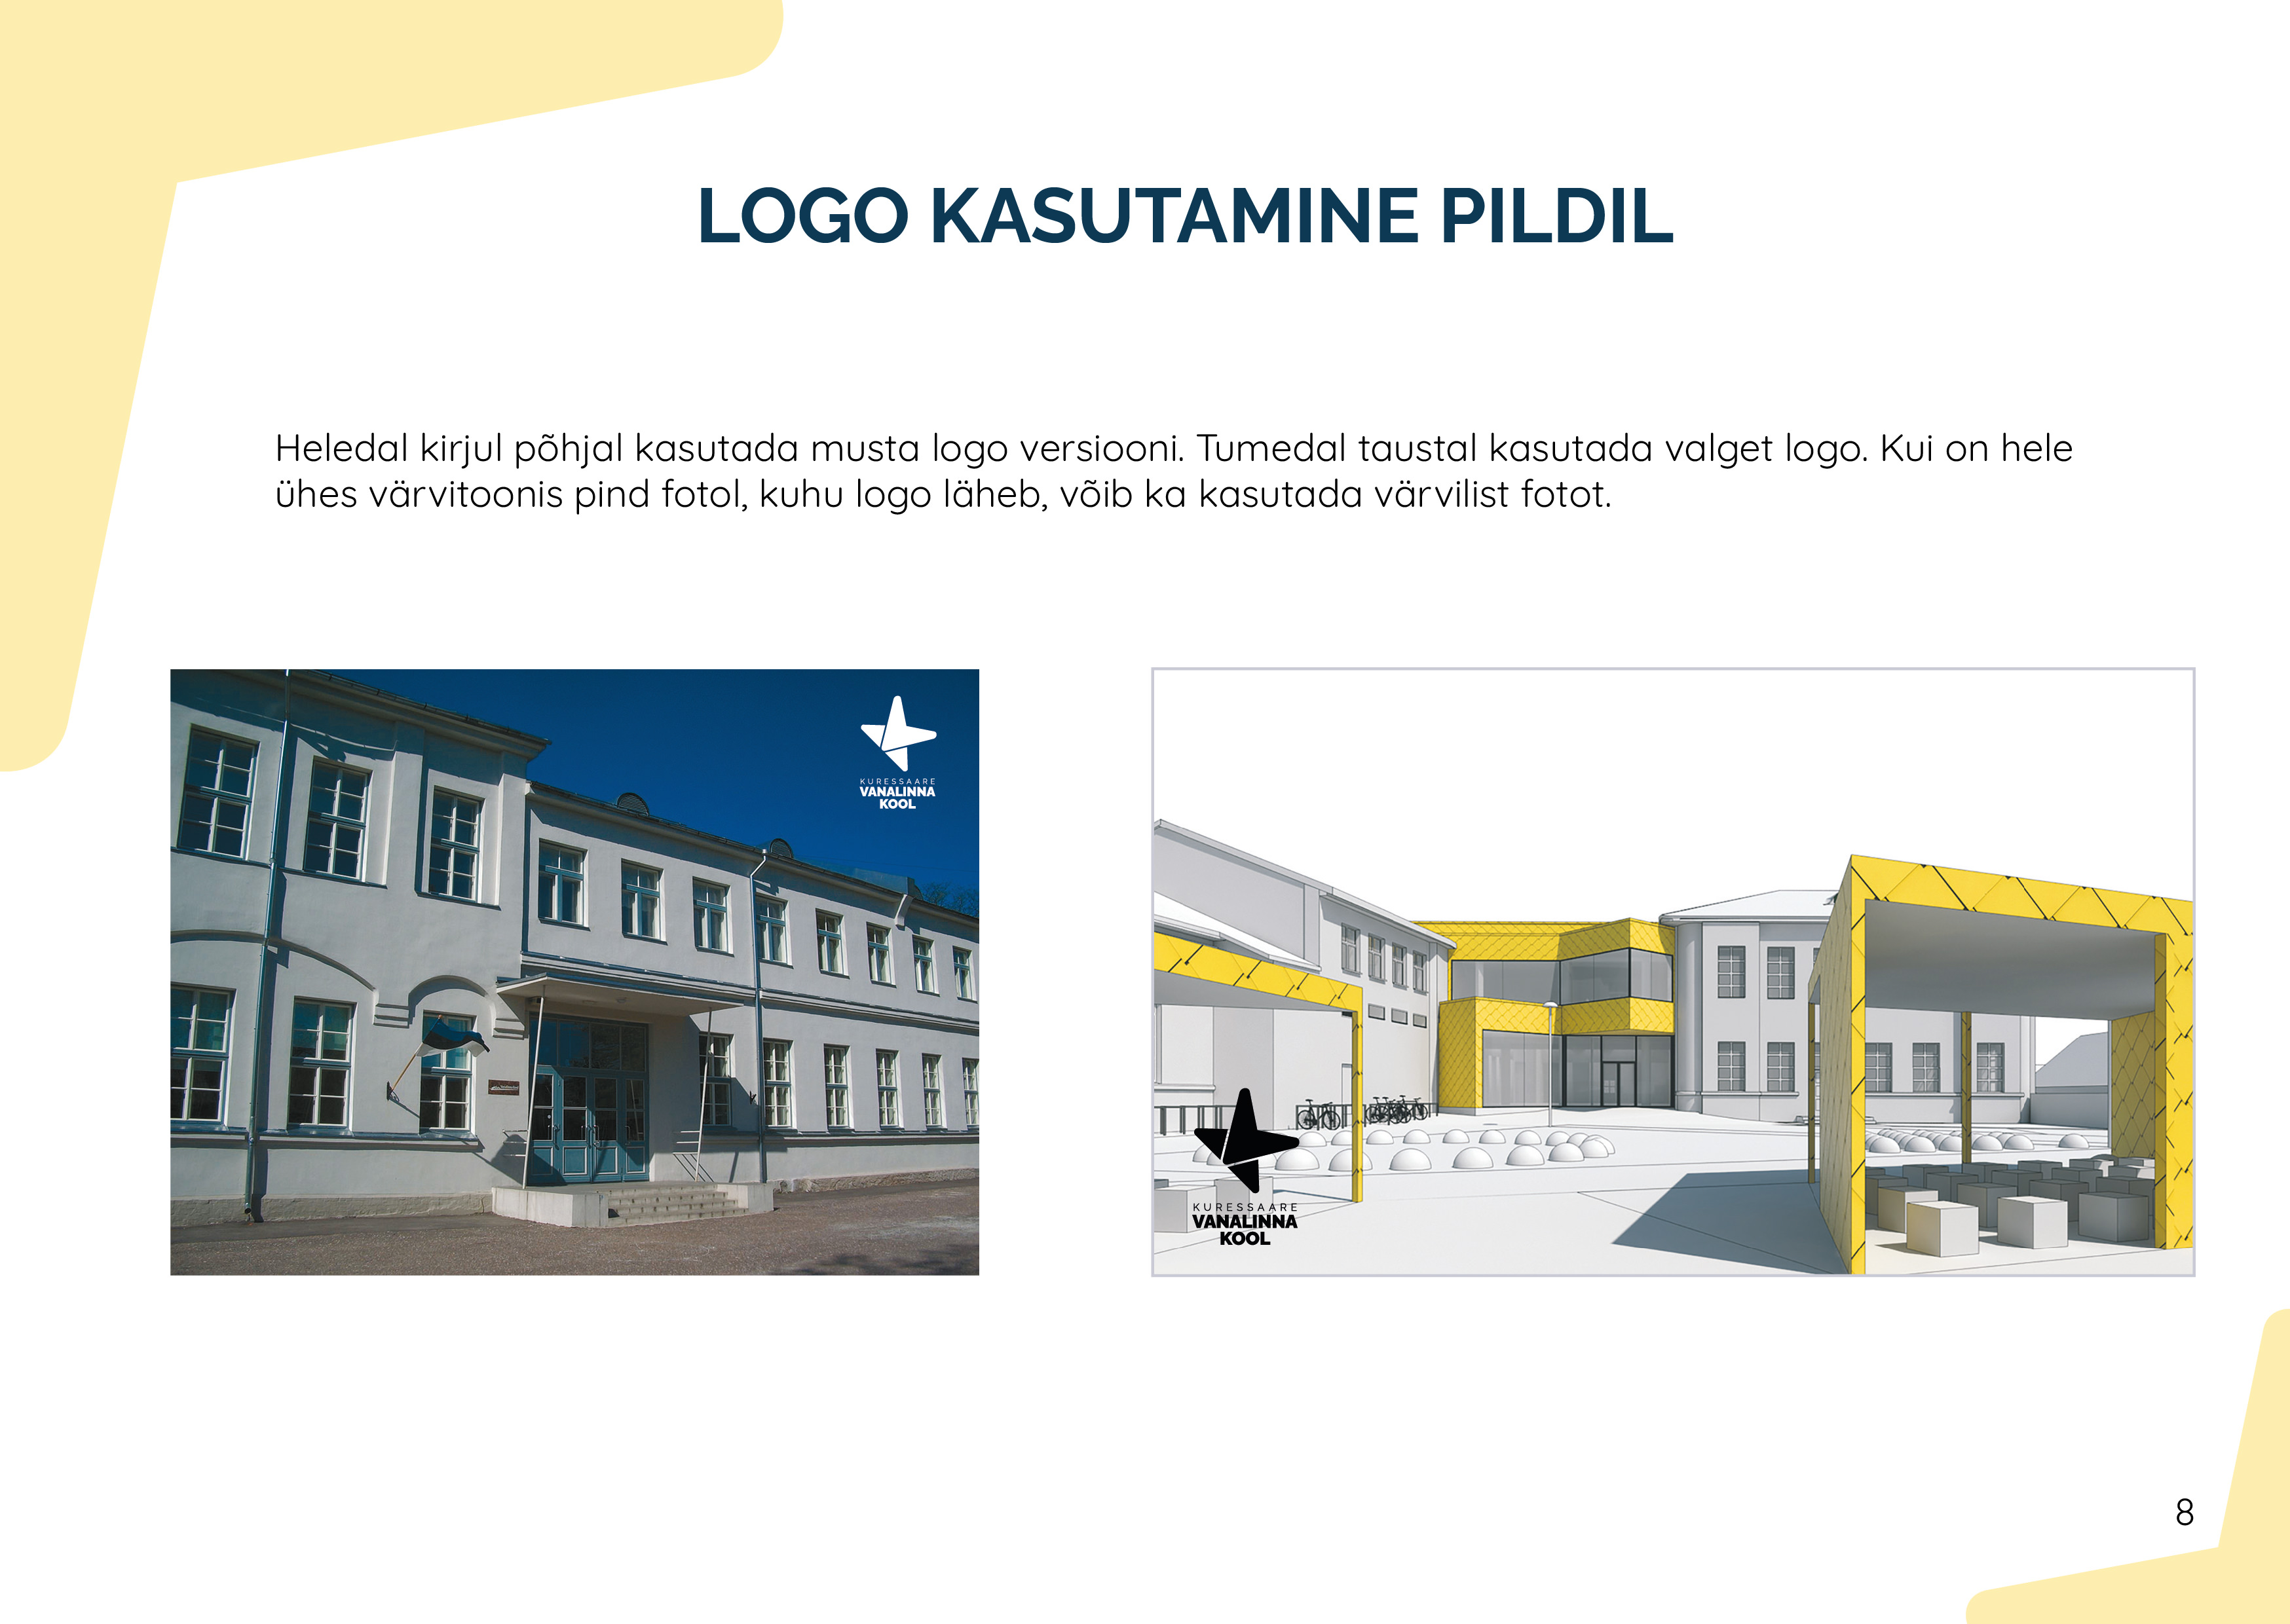 LOGO KASUTAMINE PILDIL
Heledal kirjul põhjal kasutada musta logo versiooni. Tumedal taustal kasutada valget logo. Kui on hele
ühes värvitoonis pind fotol, kuhu logo läheb, võib ka kasutada värvilist fotot.
KURESSAARE
VANALINNA
KOOL
KURESSAARE
VANALINNA
KOOL
8